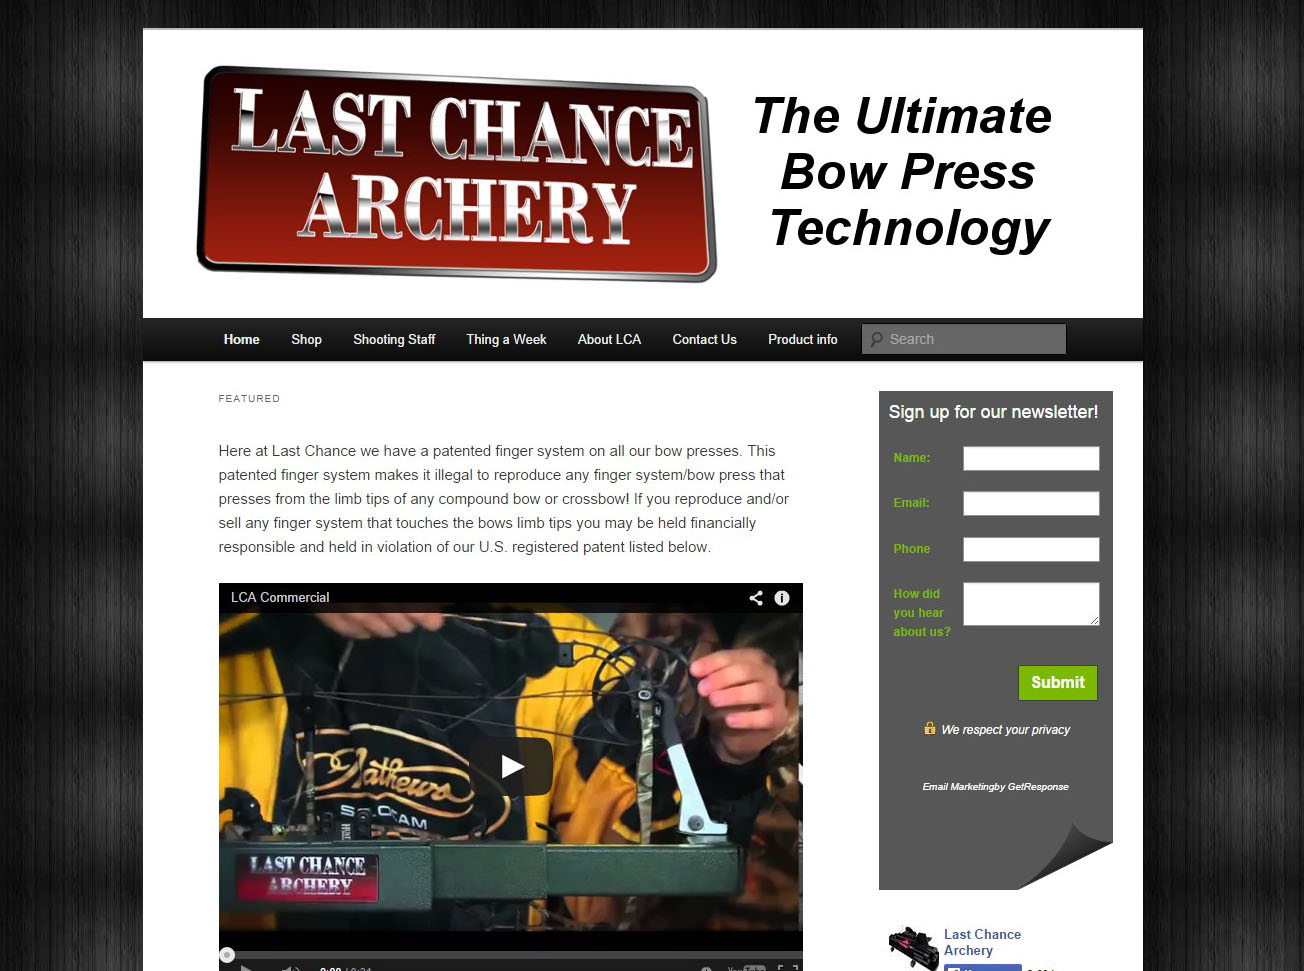 LAST CHANCE
ARCHERY
The Ultimate
Bow Press
Technology
Home Shop Shooting Staff Thing a Week About LCA Contact Us Product info Search
FEATURED
Here at Last Chance we have a patented finger system on all our bow presses. This
patented finger system makes it illegal to reproduce any finger system/bow press that
presses from the limb tips of any compound bow or crossbow! If you reproduce and/or
sell any finger system that touches the bows limb tips you may be held financially
responsible and held in violation of our U.S. registered patent listed below.
LCA Commercial
Mathews
LAST CHANCE
ARCHERY
Sign up for our newsletter!
Name:
Email:
Phone
How did
you hear
about us?
Submit
We respect your privacy
Email Marketingby GetResponse
Last Chance
Archery